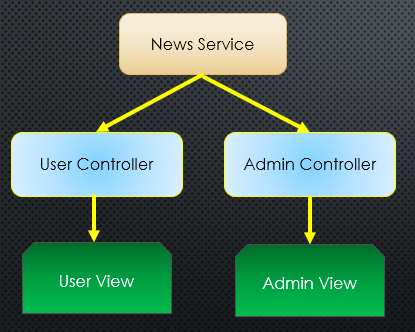 News Service
User Controller
Admin Controller
User View
Admin View